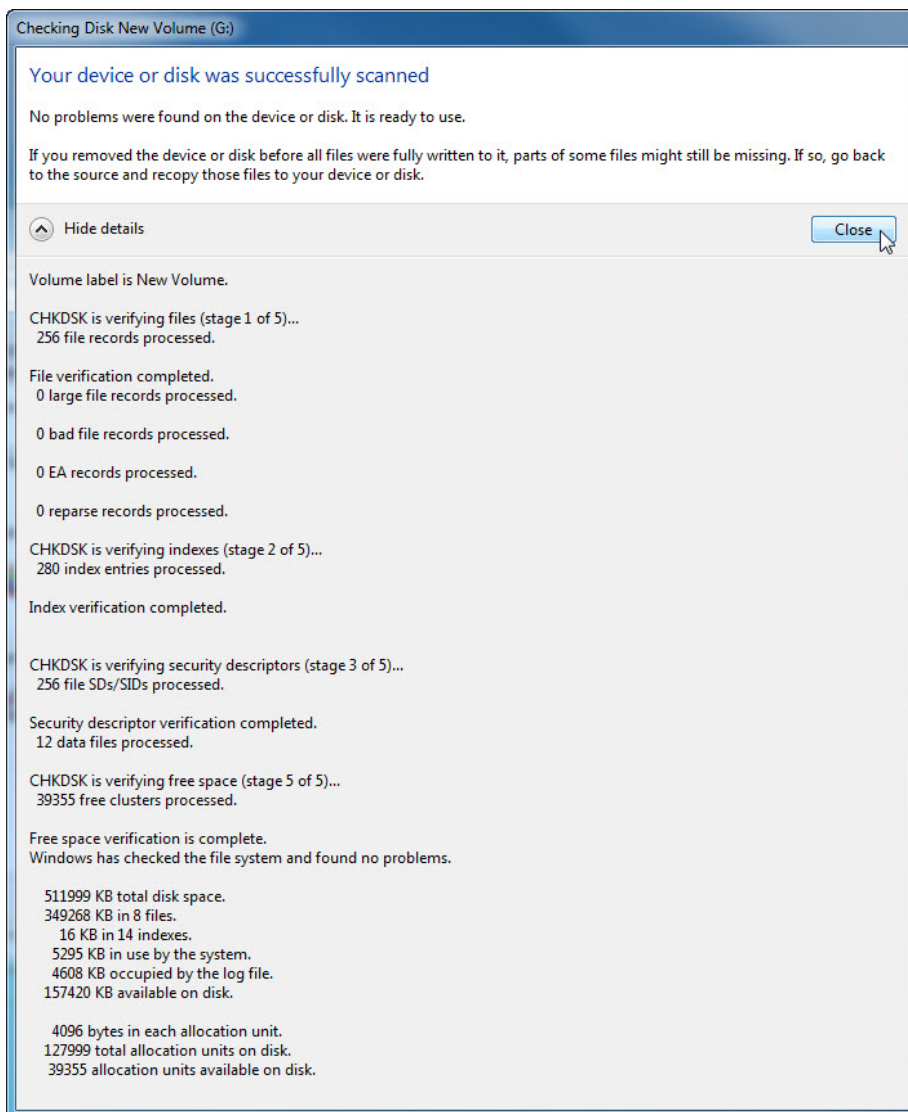 Checking Disk New Volume (G:)
Your device or disk was successfully scanned
No problems were found on the device or disk. It is ready to use.
If you removed the device or disk before all files were fully written to it, parts of some files might still be missing. If so, go back
to the source and recopy those files to your device or disk.
Hide details
Close
Volume label is New Volume.
CHKDSK is verifying files (stage 1 of 5)...
256 file records processed.
File verification completed.
0 large file records processed.
0 bad file records processed.
0 EA records processed.
0 reparse records processed.
CHKDSK is verifying indexes (stage 2 of 5)...
280 index entries processed.
Index verification completed.
CHKDSK is verifying security descriptors (stage 3 of 5)...
256 file SDs/SIDs processed.
Security descriptor verification completed.
12 data files processed.
CHKDSK is verifying free space (stage 5 of 5)...
39355 free clusters processed.
Free space verification is complete.
Windows has checked the file system and found no problems.
511999 KB total disk space.
349268 KB in 8 files.
16 KB in 14 indexes.
5295 KB in use by the system.
4608 KB occupied by the log file.
157420 KB available on disk.
4096 bytes in each allocation unit.
127999 total allocation units on disk.
39355 allocation units available on disk.